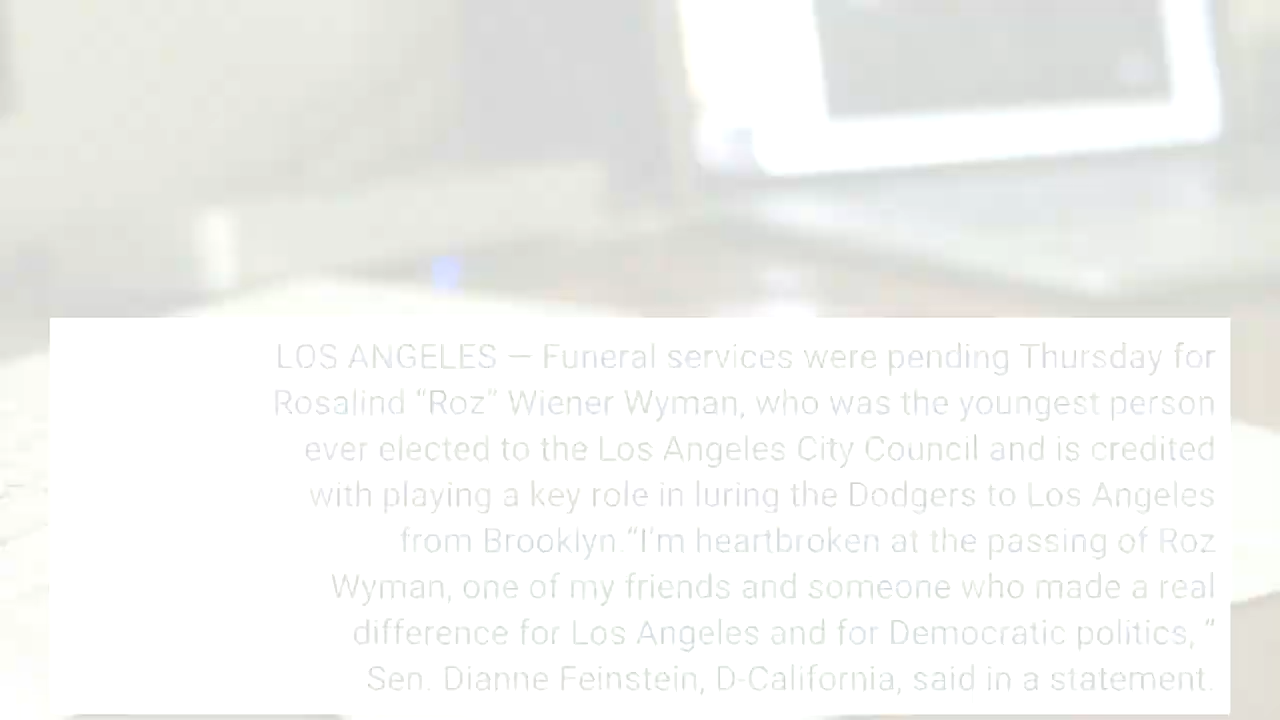 LOS ANGELES — Funeral services were pending Thursday for
Rosalind “Roz” Wiener Wyman, who was the youngest person
ever elected to the Los Angeles City Council and is credited
with playing a key role in luring the Dodgers to Los Angeles
from Brooklyn.“I’m heartbroken at the passing of Roz
Wyman, one of my friends and someone who made a real
difference for Los Angeles and for Democratic politics, “
Sen. Dianne Feinstein, D-California, said in a statement.